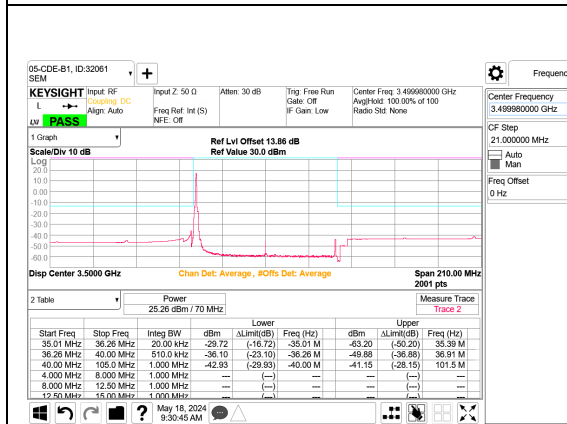 05-CDE-B1, ID:32061
SEM
Frequenc
KEYSIGHT
L
LXI
PASS
Input: RF
Coupling: DC
Align: Auto
Input Z: 50 Ω
Freq Ref: Int (S)
NFE: Off
Atten: 30 dB
Trig: Free Run
Gate: Off
IF Gain: Low
Center Freq: 3.499980000 GHz
Avg|Hold: 100.00% of 100
Radio Std: None
Center Frequency
3.499980000 GHz
CF Step
21.000000 MHz
Auto
Man
Freq Offset
0 Hz
1 Graph
Scale/Div 10 dB
Ref Lvl Offset 13.86 dB
Ref Value 30.0 dBm
Log
20.0
10.0
0.00
-10.0
-20.0
-30.0
-40.0
-50.0
-60.0
Disp Center 3.5000 GHz
Chan Det: Average, #Offs Det: Average
Span 210.00 MHz
2001 pts
2 Table
Power
25.26 dBm / 70 MHz
Measure Trace
Trace 2
Lower Upper
Start Freq Stop Freq Integ BW dBm ΔLimit(dB) Freq (Hz) dBm ΔLimit(dB) Freq (Hz)
35.01 MHz 36.26 MHz 20.00 kHz -29.72 (-16.72) -35.01 M -63.20 (-50.20) 35.39 M
36.26 MHz 40.00 MHz 510.0 kHz -36.10 (-23.10) -36.26 M -49.88 (-36.88) 36.91 M
40.00 MHz 105.0 MHz 1.000 MHz -42.93 (-29.93) -40.00 M -41.15 (-28.15) 101.5 M
4.000 MHz 8.000 MHz 1.000 MHz --- (---) --- (---)
8.000 MHz 12.50 MHz 1.000 MHz --- (---) --- (---)
12.50 MHz 15.00 MHz 1.000 MHz --- (---) --- (---)
?
May 18, 2024
9:30:45 AM